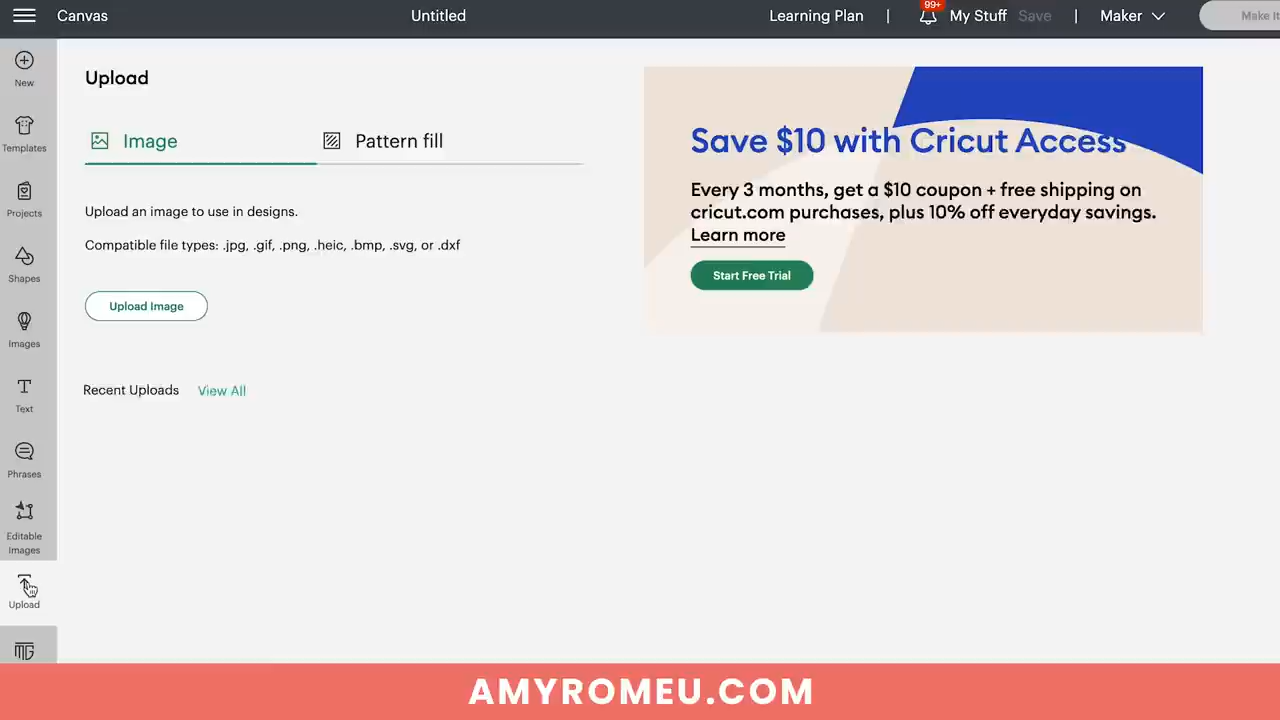 Canvas
Untitled
Learning Plan
|
99+
My Stuff
Save
|
Maker
Make It
New
Templates
Projects
Shapes
Images
Text
Phrases
Editable
Images
Upload
Upload
Image
Pattern fill
Upload an image to use in designs.
Compatible file types: .jpg, .gif, .png, .heic, .bmp, .svg, or .dxf
Upload Image
Recent Uploads
View All
Save $10 with Cricut Access
Every 3 months, get a $10 coupon + free shipping on
cricut.com purchases, plus 10% off everyday savings.
Learn more
Start Free Trial
AMYROMEU.COM